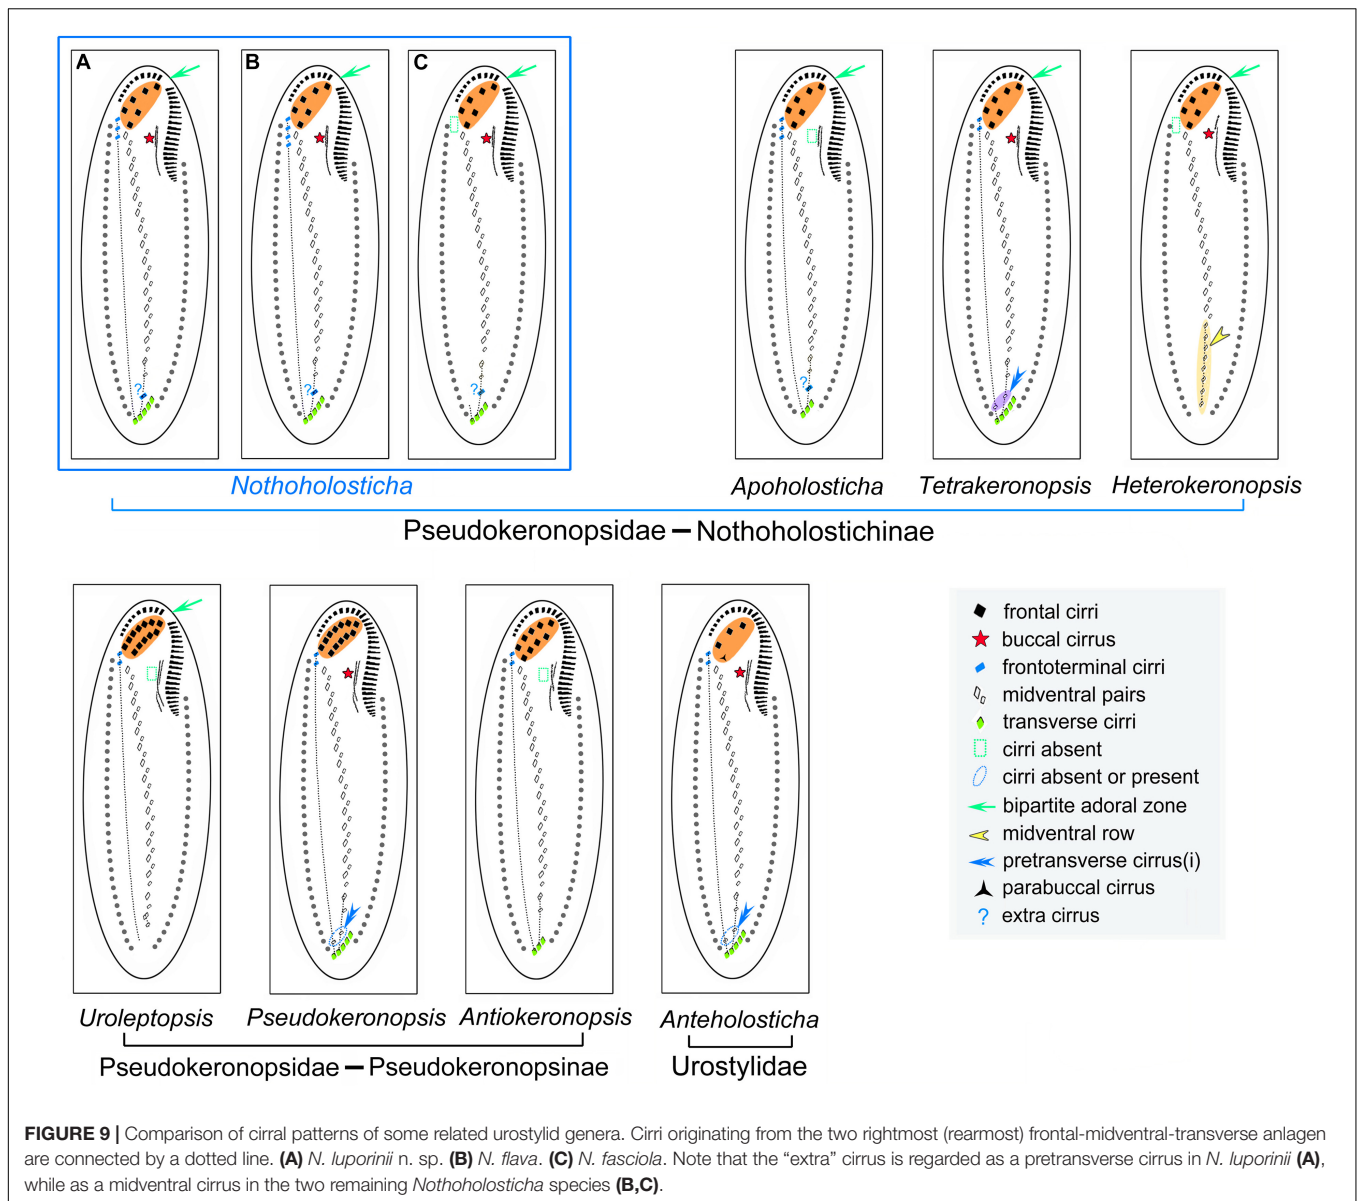 A
B
C
?
?
?
?
Nothoholosticha
Apoholosticha
Tetrakeronopsis
Heterokeronopsis
Pseudokeronopsidae – Nothoholostichinae
Uroleptopsis
Pseudokeronopsis
Antiokeronopsis
Anteholosticha
Pseudokeronopsidae – Pseudokeronopsinae
Urostylidae
frontal cirri
buccal cirrus
frontoterminal cirri
midventral pairs
transverse cirri
cirri absent
cirri absent or present
bipartite adoral zone
midventral row
pretransverse cirrus(i)
parabuccal cirrus
? extra cirrus
FIGURE 9 | Comparison of cirral patterns of some related urostylid genera. Cirri originating from the two rightmost (rearmost) frontal-midventral-transverse anlagen
are connected by a dotted line. (A) N. luporinii n. sp. (B) N. flava. (C) N. fasciola. Note that the “extra” cirrus is regarded as a pretransverse cirrus in N. luporinii (A),
while as a midventral cirrus in the two remaining Nothoholosticha species (B,C).